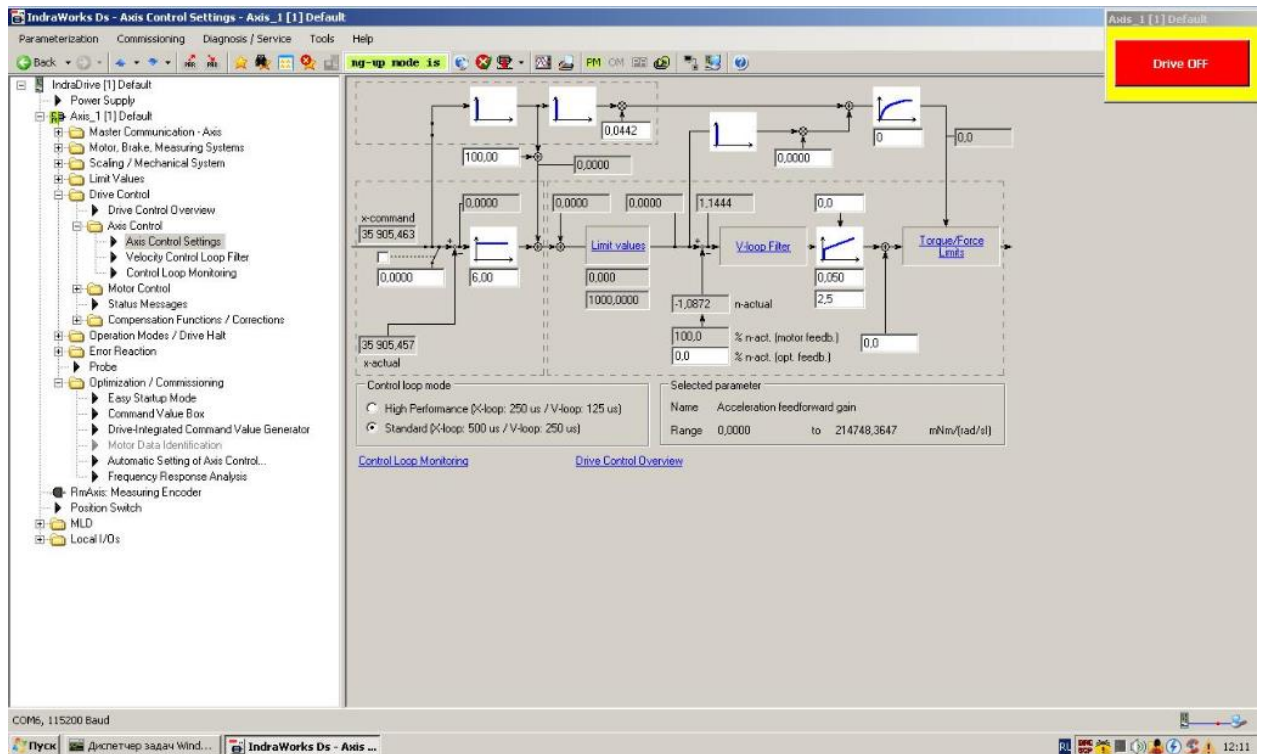 IndraWorks Ds - Axis Control Settings - Axis_1 [1] Default
Axis_1 [1] Default
Parameterization Commissioning Diagnosis / Service Tools Help
Drive OFF
Back
ng-up mode is
PM OM
IndraDrive [1] Default
Power Supply
Axis_1 [1] Default
Master Communication - Axis
Motor, Brake, Measuring Systems
Scaling / Mechanical System
Limit Values
Drive Control
Drive Control Overview
Axis Control
Axis Control Settings
Velocity Control Loop Filter
Control Loop Monitoring
Motor Control
Status Messages
Compensation Functions / Corrections
Operation Modes / Drive Halt
Error Reaction
Probe
Optimization / Commissioning
Easy Startup Mode
Command Value Box
Drive-Integrated Command Value Generator
Motor Data Identification
Automatic Setting of Axis Control...
Frequency Response Analysis
RmAxis: Measuring Encoder
Position Switch
MLD
Local I/Os
0,0442
0
0,0
100,00
0,0000
0,0000
0,0000
0,0000
0,0000
1,1444
0,0
x-command
35 905,463
Limit values
V-loop Filter
Torque/Force
Limits
0,0000
6,00
0,000
0,050
1000,0000
-1,0872
n-actual
2,5
35 905,457
x-actual
100,0
% n-act. (motor feedb.)
0,0
0,0
% n-act. (opt. feedb.)
Control loop mode
High Performance (X-loop: 250 us / V-loop: 125 us)
Standard (X-loop: 500 us / V-loop: 250 us)
Selected parameter
Name Acceleration feedforward gain
Range 0,0000 to 214748,3647 mNm/(rad/s|)
Control Loop Monitoring
Drive Control Overview
COM6, 115200 Baud
Пуск
Диспетчер задач Wind...
IndraWorks Ds - Axis ...
RU
12:11